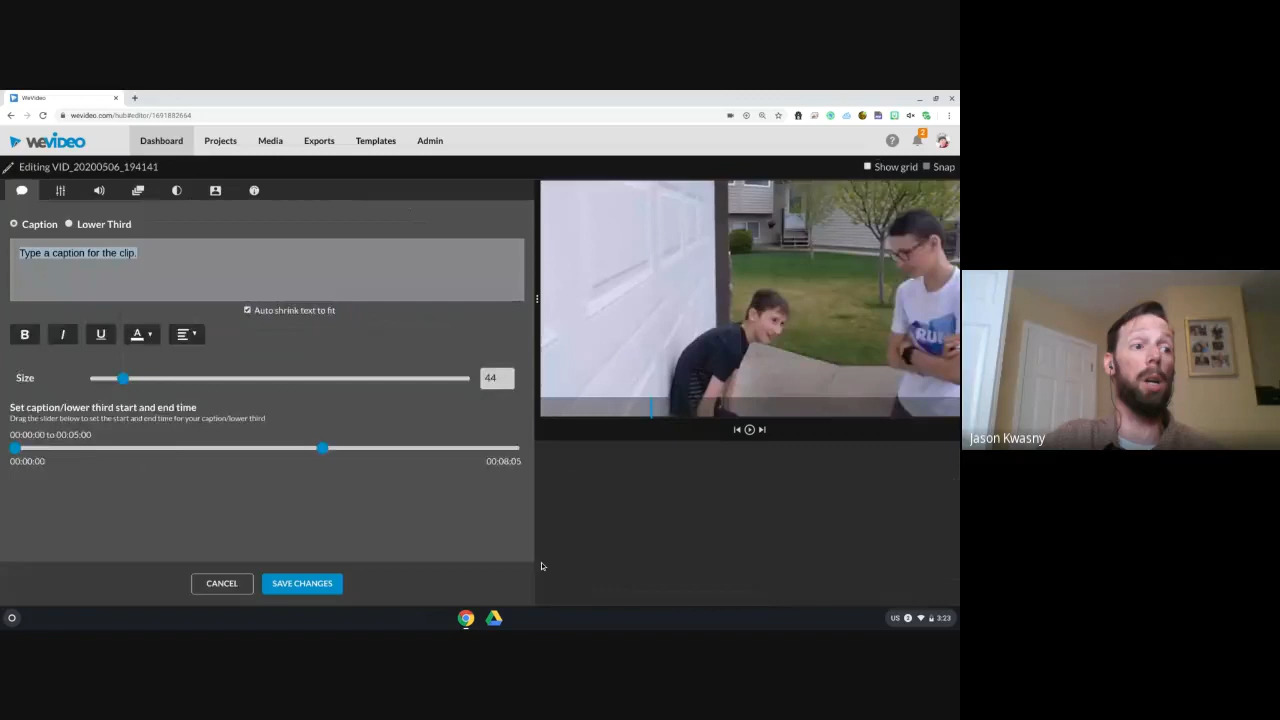 WeVideo
wevideo.com/hub#editor/1691882664
WEVIDEO
Dashboard
Projects
Media
Exports
Templates
Admin
2
Editing VID_20200506_194141
Show grid
Snap
Caption
Lower Third
Type a caption for the clip.
Auto shrink text to fit
B
I
U
A
Size
44
Set caption/lower third start and end time
Drag the slider below to set the start and end time for your caption/lower third
00:00:00 to 00:05:00
00:00:00
00:08:05
CANCEL
SAVE CHANGES
RUN
Jason Kwasny
US
2
3:23